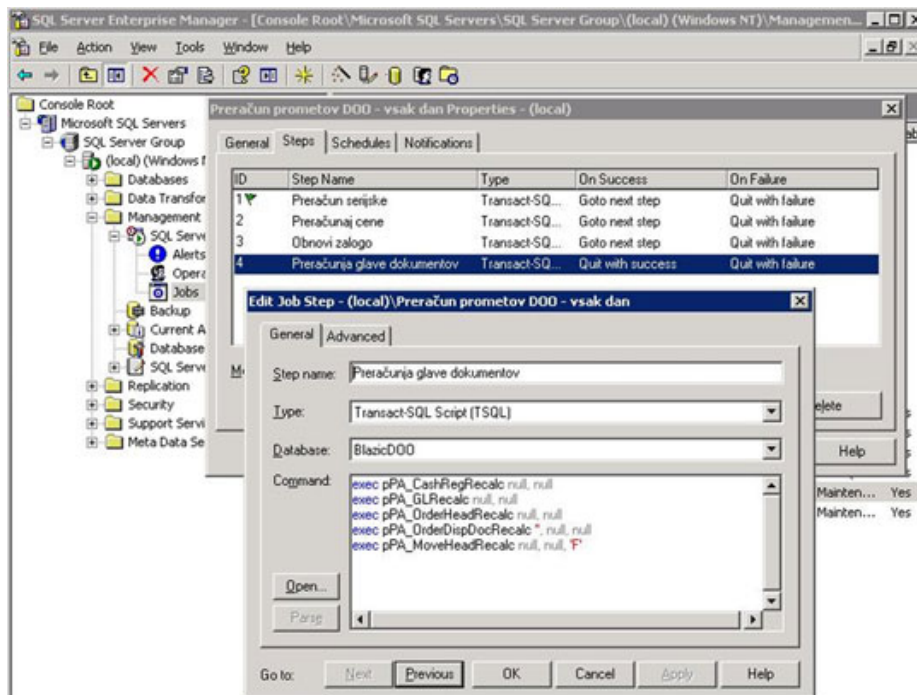 SQL Server Enterprise Manager - [Console Root\Microsoft SQL Servers\SQL Server Group\(local) (Windows NT)\Managemen...
File Action View Tools Window Help
Console Root
Microsoft SQL Servers
SQL Server Group
(local) (Windows
Databases
Data Transfor
Management
SQL Serve
Alerts
Opera
Jobs
Backup
Current A
Database
SQL Serve
Replication
Security
Support Servi
Meta Data Se
Preračun prometov DOO - vsak dan Properties - (local)
General Steps Schedules Notifications
ID Step Name Type On Success On Failure
1 Preračun serijske Transact-SQ... Goto next step Quit with failure
2 Preračunaj cene Transact-SQ... Goto next step Quit with failure
3 Obnovi zalogo Transact-SQ... Goto next step Quit with failure
4 Preračunja glave dokumentov Transact-SQ... Quit with success Quit with failure
elete
Help
Mainten... Yes
Mainten... Yes
Edit Job Step - (local)\Preračun prometov DOO - vsak dan
General Advanced
Step name: Preračunja glave dokumentov
Type: Transact-SQL Script (TSQL)
Database: BlazicDOO
Command:
exec pPA_CashRegRecalc null, null
exec pPA_GLRecalc null, null
exec pPA_OrderHeadRecalc null, null
exec pPA_OrderDispDocRecalc '', null, null
exec pPA_MoveHeadRecalc null, null, 'F'
Open...
Parse
Go to: Next Previous OK Cancel Apply Help